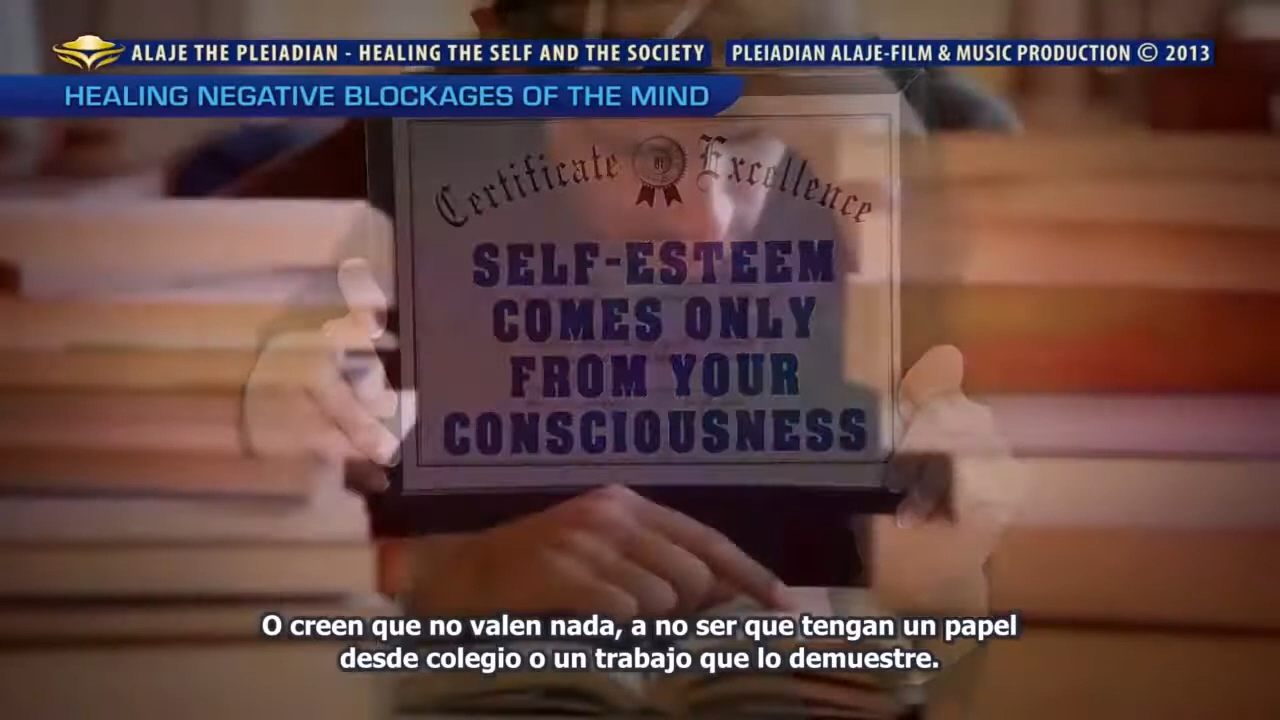 ALAJE THE PLEIADIAN - HEALING THE SELF AND THE SOCIETY
PLEIADIAN ALAJE-FILM & MUSIC PRODUCTION © 2013
HEALING NEGATIVE BLOCKAGES OF THE MIND
Certificate OF Excellence
SELF-ESTEEM
COMES ONLY
FROM YOUR
CONSCIOUSNESS
O creen que no valen nada, a no ser que tengan un papel
desde colegio o un trabajo que lo demuestre.